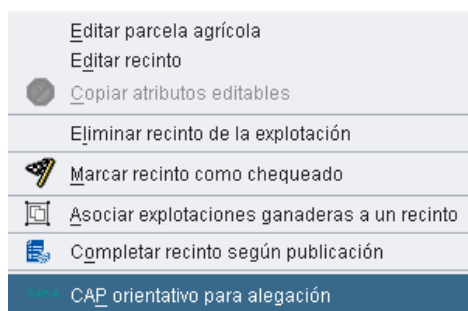 Editar parcela agrícola
Editar recinto
Copiar atributos editables
Eliminar recinto de la explotación
Marcar recinto como chequeado
Asociar explotaciones ganaderas a un recinto
Completar recinto según publicación
CAP orientativo para alegación